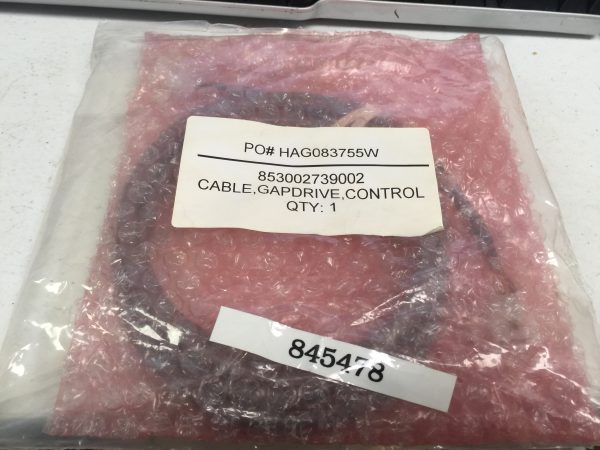 PO# HAG083755W
853002739002
CABLE,GAPDRIVE,CONTROL
QTY: 1
845478